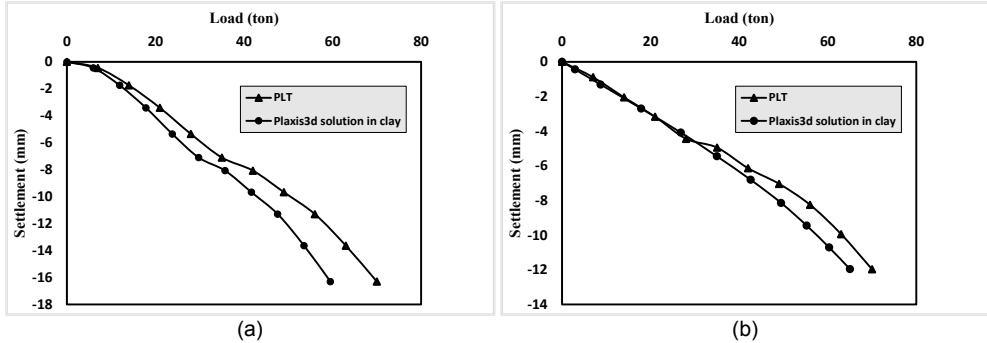 Load (ton)
0 20 40 60 80
0
-2
-4
-6
-8
-10
-12
-14
-16
-18
Settlement (mm)
PLT
Plaxis3d solution in clay
(a)
Load (ton)
0 20 40 60 80
0
-2
-4
-6
-8
-10
-12
-14
Settlement (mm)
PLT
Plaxis3d solution in clay
(b)